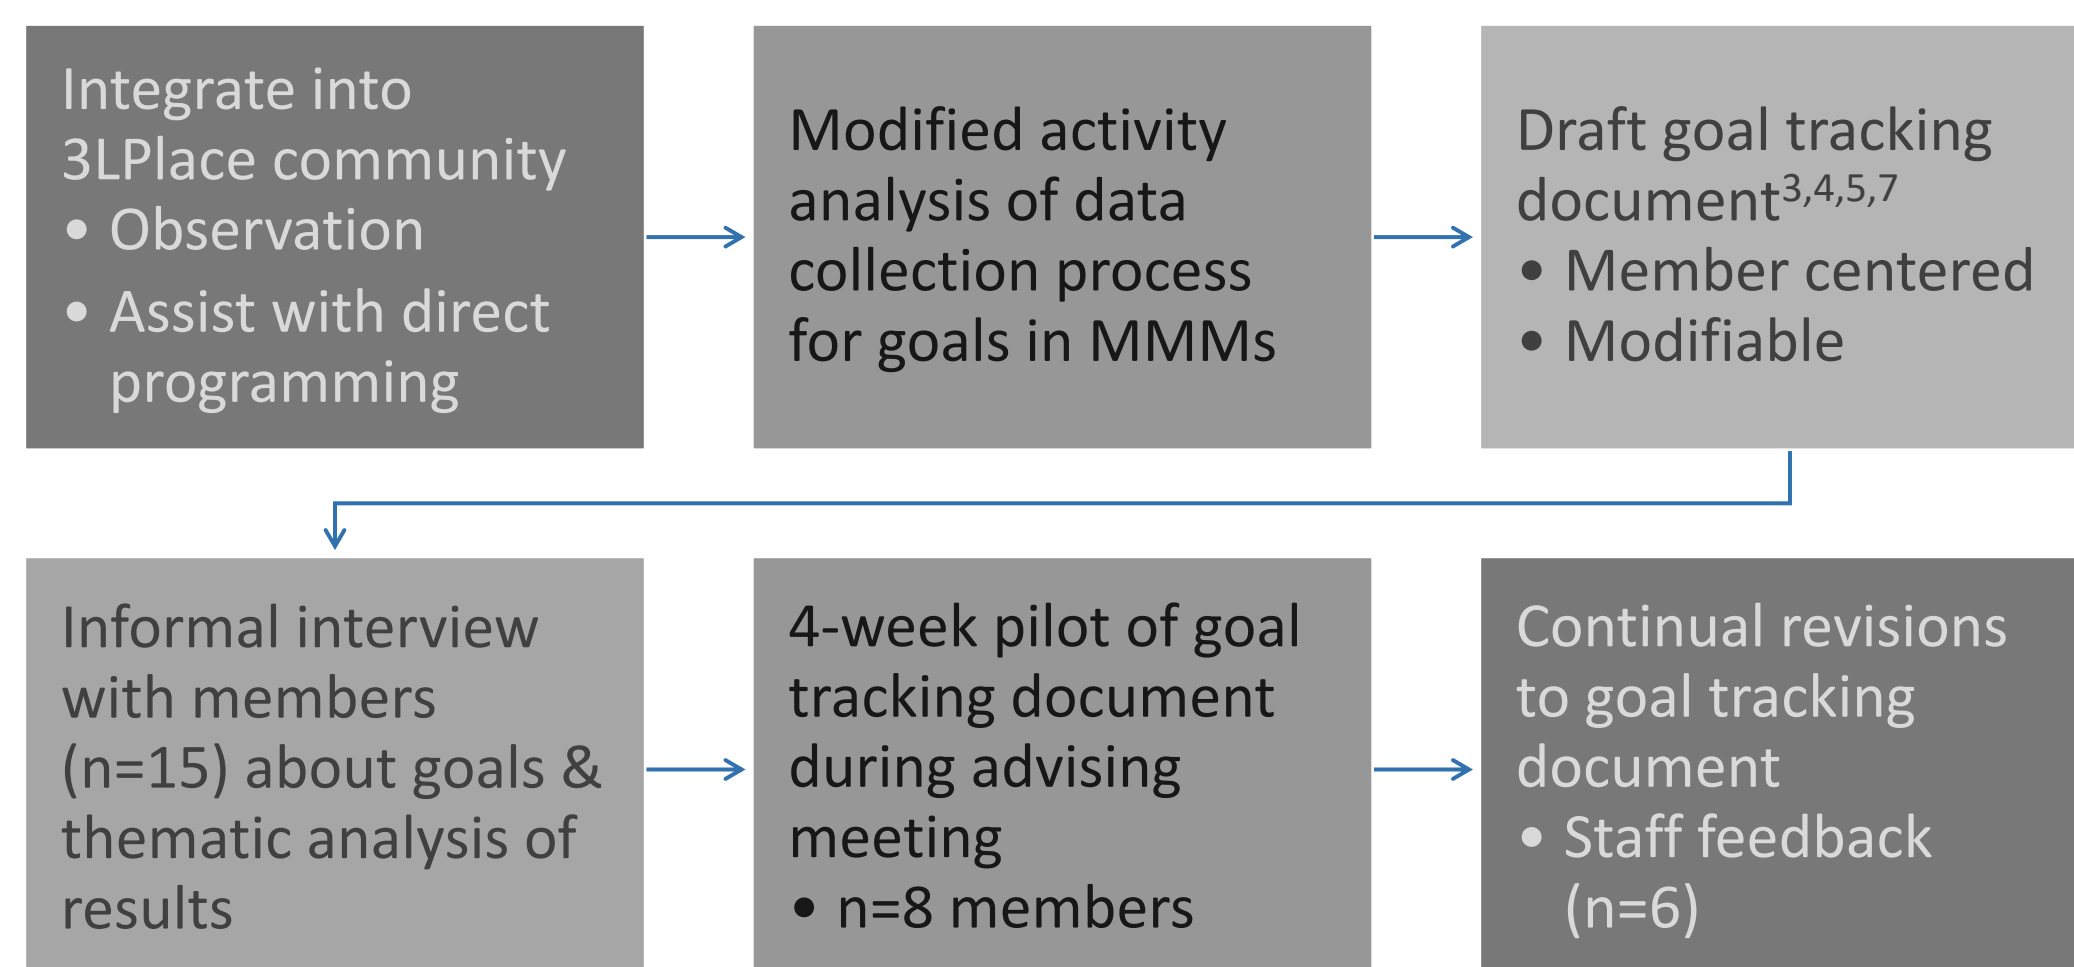 Integrate into
3LPlace community
• Observation
• Assist with direct
programming
Modified activity
analysis of data
collection process
for goals in MMMs
Draft goal tracking
document3,4,5,7
• Member centered
• Modifiable
Informal interview
with members
(n=15) about goals &
thematic analysis of
results
4-week pilot of goal
tracking document
during advising
meeting
• n=8 members
Continual revisions
to goal tracking
document
• Staff feedback
(n=6)